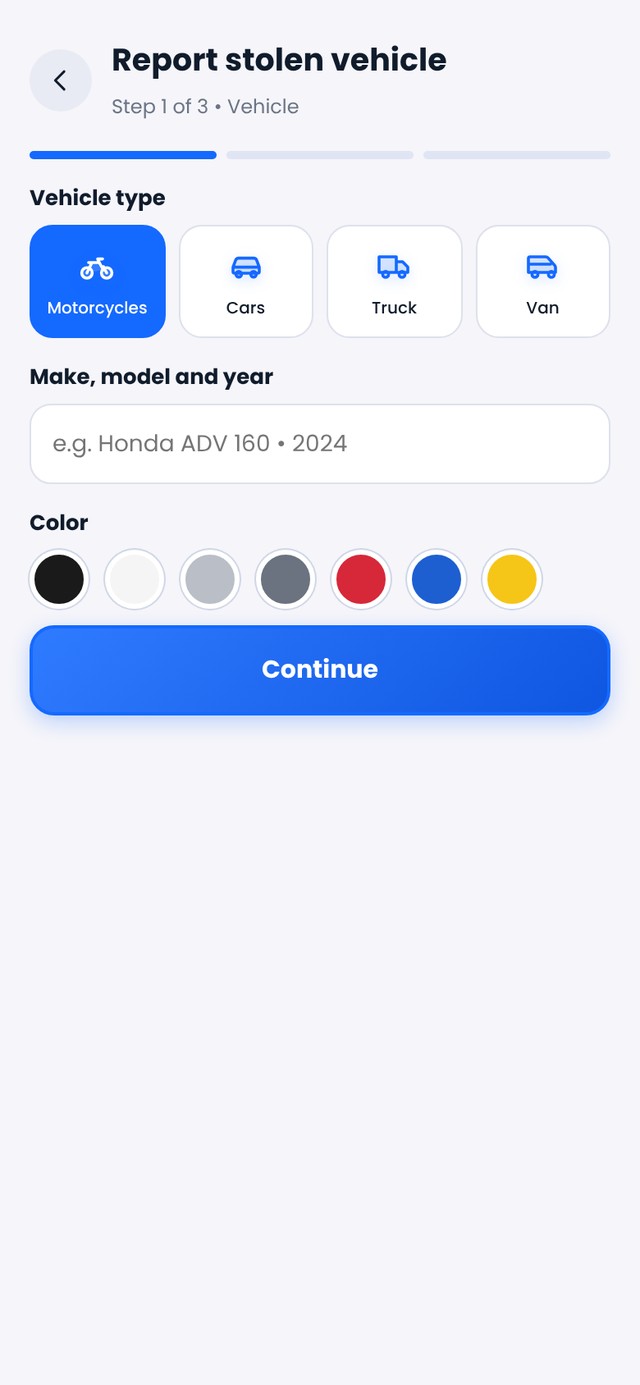 Report stolen vehicle
Step 1 of 3 • Vehicle
Vehicle type
Motorcycles
Cars
Truck
Van
Make, model and year
e.g. Honda ADV 160 • 2024
Color
Continue